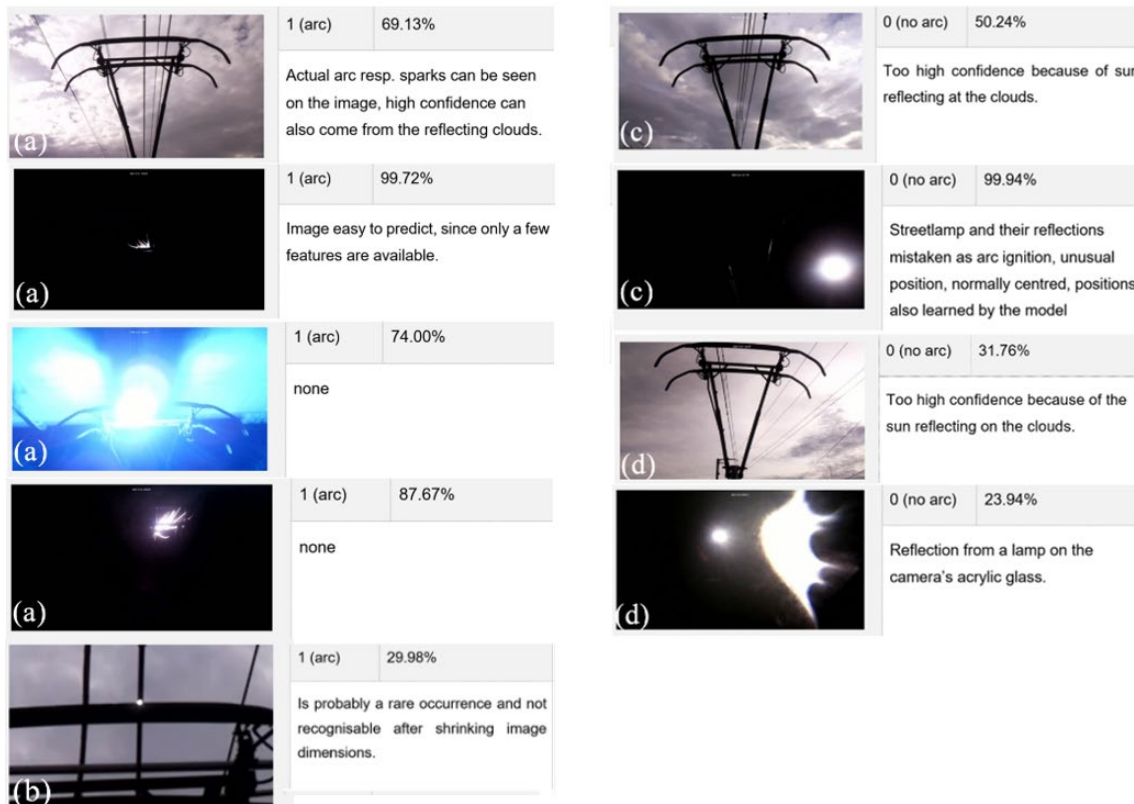 1 (arc) 69.13%
Actual arc resp. sparks can be seen
on the image, high confidence can
also come from the reflecting clouds.
(a)
1 (arc) 99.72%
Image easy to predict, since only a few
features are available.
(a)
1 (arc) 74.00%
none
(a)
1 (arc) 87.67%
none
(a)
1 (arc) 29.98%
Is probably a rare occurrence and not
recognisable after shrinking image
dimensions.
(b)
0 (no arc) 50.24%
Too high confidence because of sun
reflecting at the clouds.
(c)
0 (no arc) 99.94%
Streetlamp and their reflections
mistaken as arc ignition, unusual
position, normally centred, positions
also learned by the model
(c)
0 (no arc) 31.76%
Too high confidence because of the
sun reflecting on the clouds.
(d)
0 (no arc) 23.94%
Reflection from a lamp on the
camera's acrylic glass.
(d)